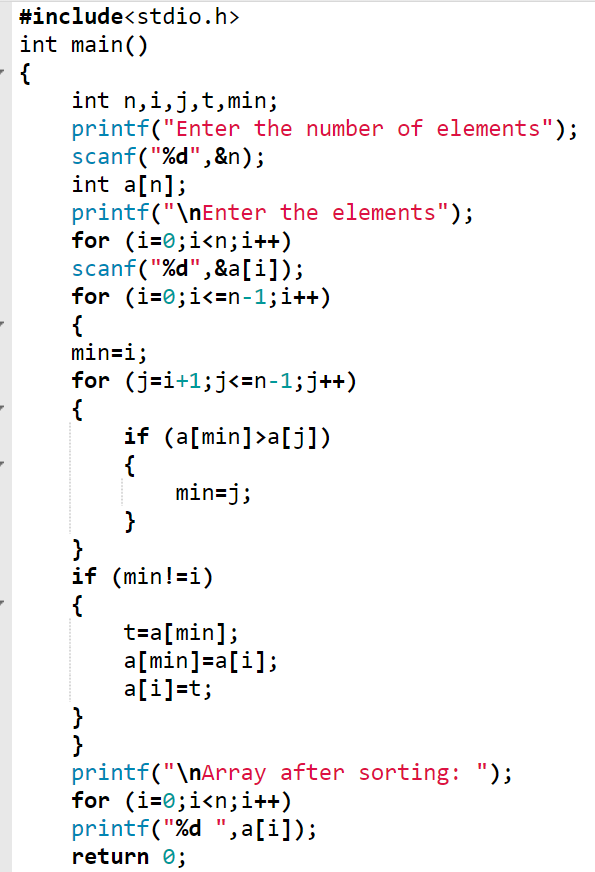 #include<stdio.h>
int main()
{
int n,i,j,t,min;
printf("Enter the number of elements");
scanf("%d",&n);
int a[n];
printf("\nEnter the elements");
for (i=0;i<n;i++)
scanf("%d",&a[i]);
for (i=0;i<=n-1;i++)
{
min=i;
for (j=i+1;j<=n-1;j++)
{
if (a[min]>a[j])
{
min=j;
}
}
if (min!=i)
{
t=a[min];
a[min]=a[i];
a[i]=t;
}
}
printf("\nArray after sorting: ");
for (i=0;i<n;i++)
printf("%d ",a[i]);
return 0;